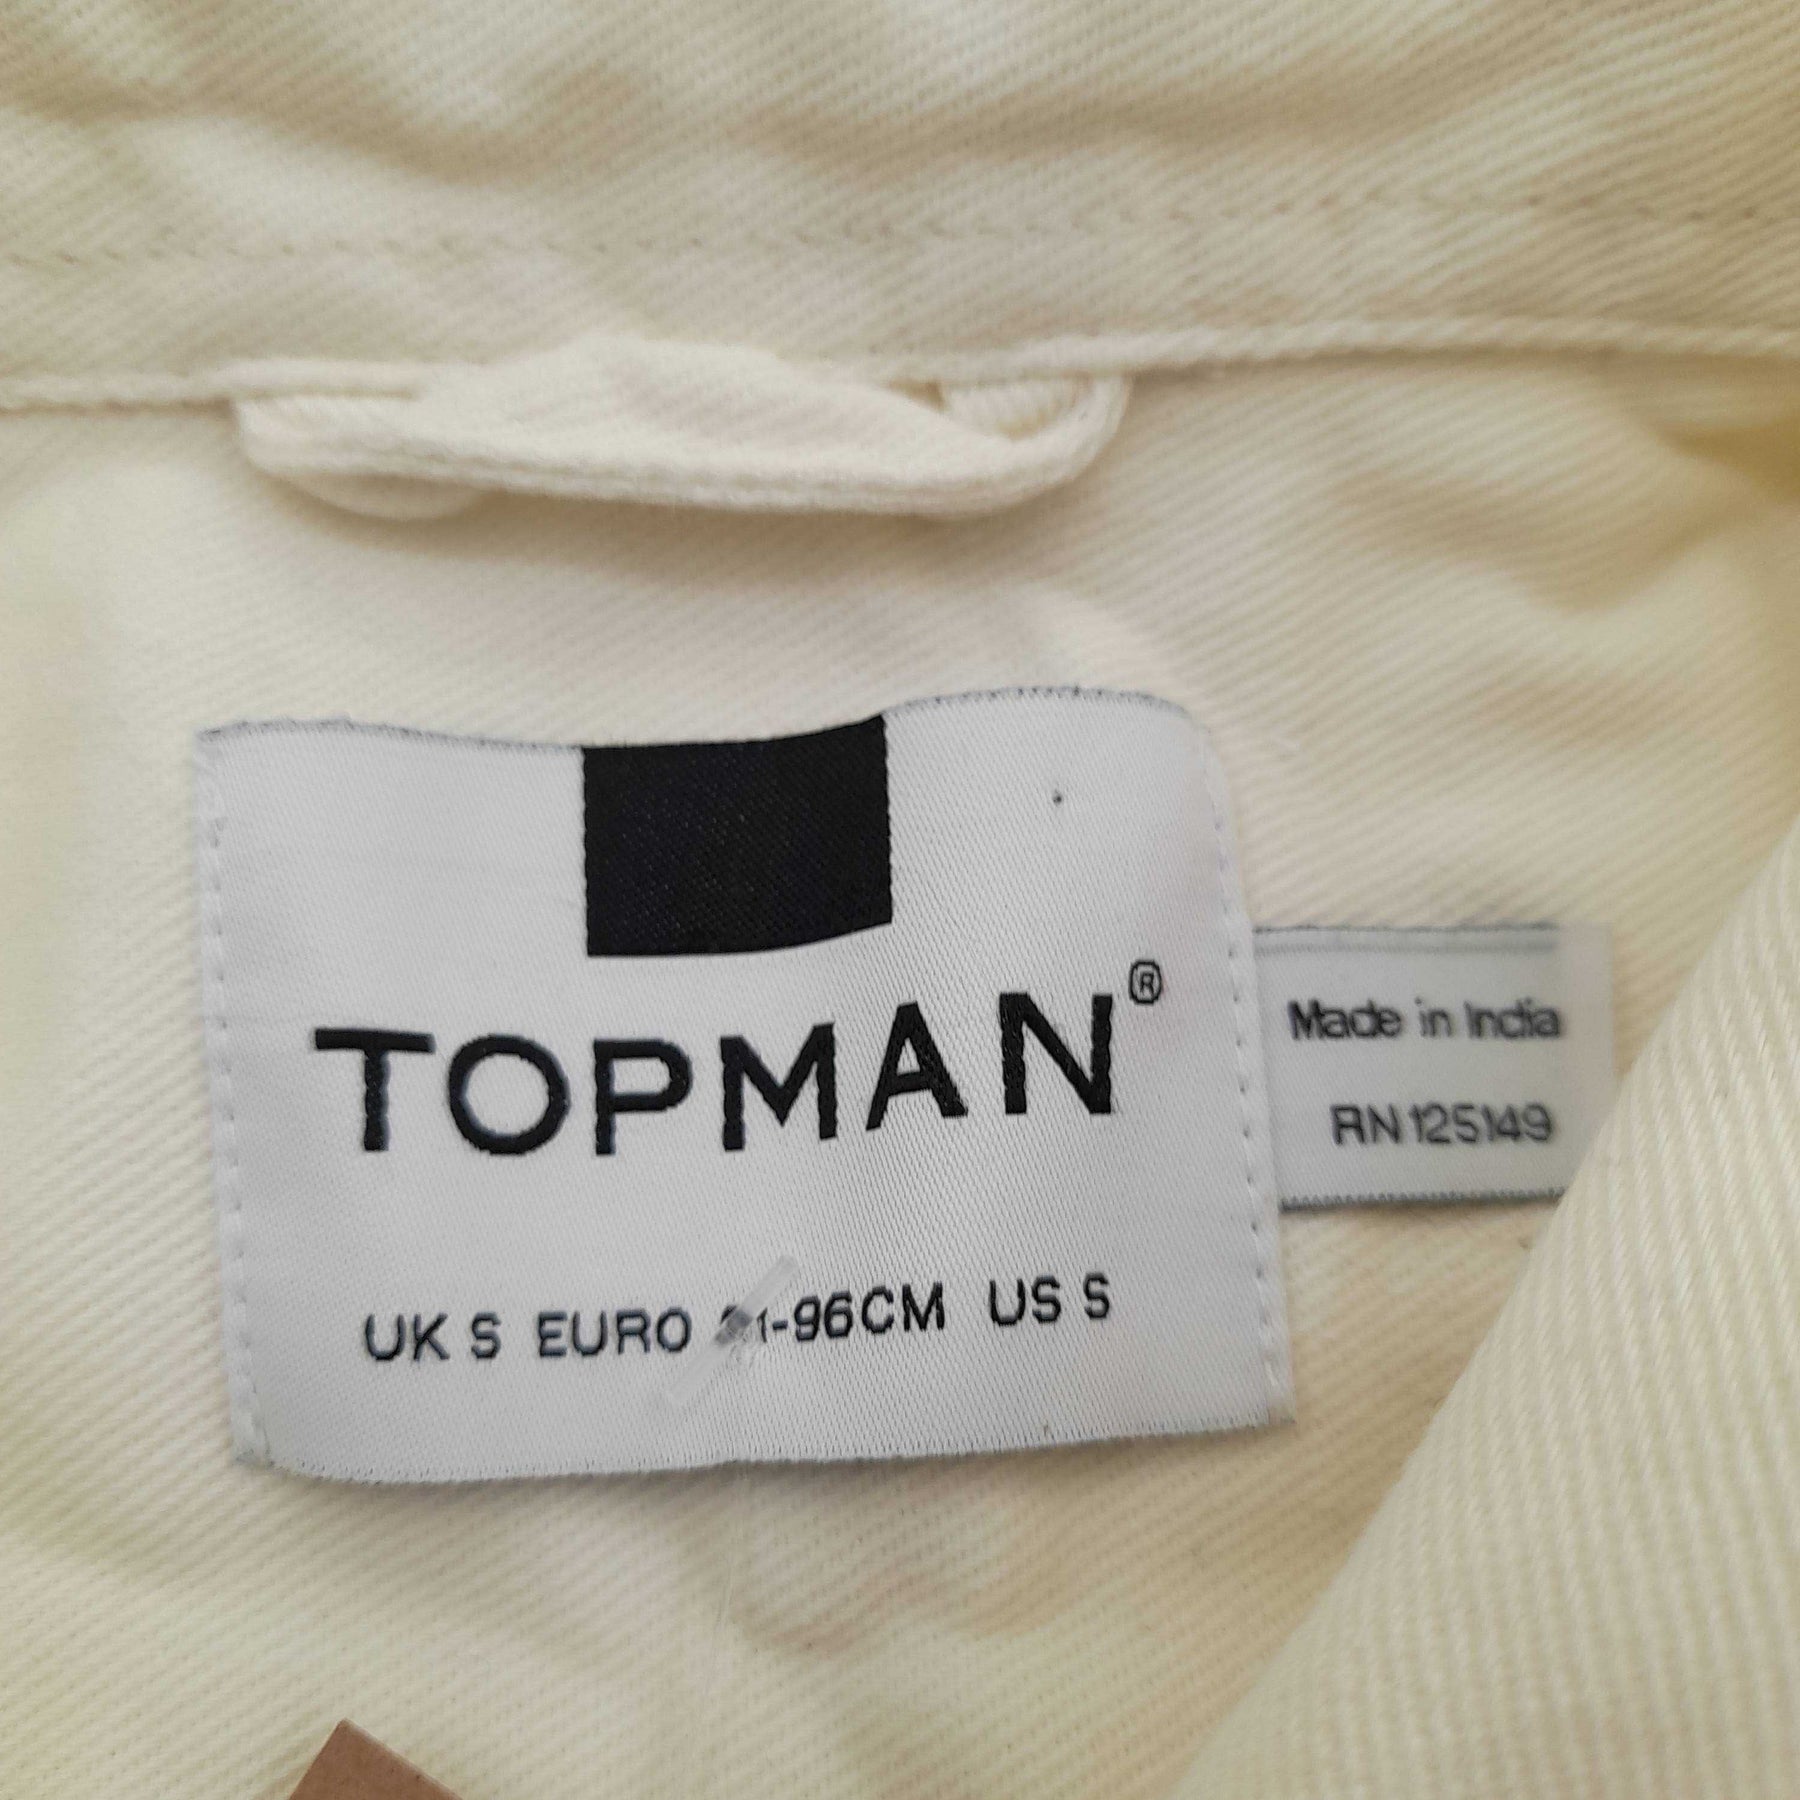 TOPMAN®
Made in India
RN 125149
UK S EURO -96CM US S